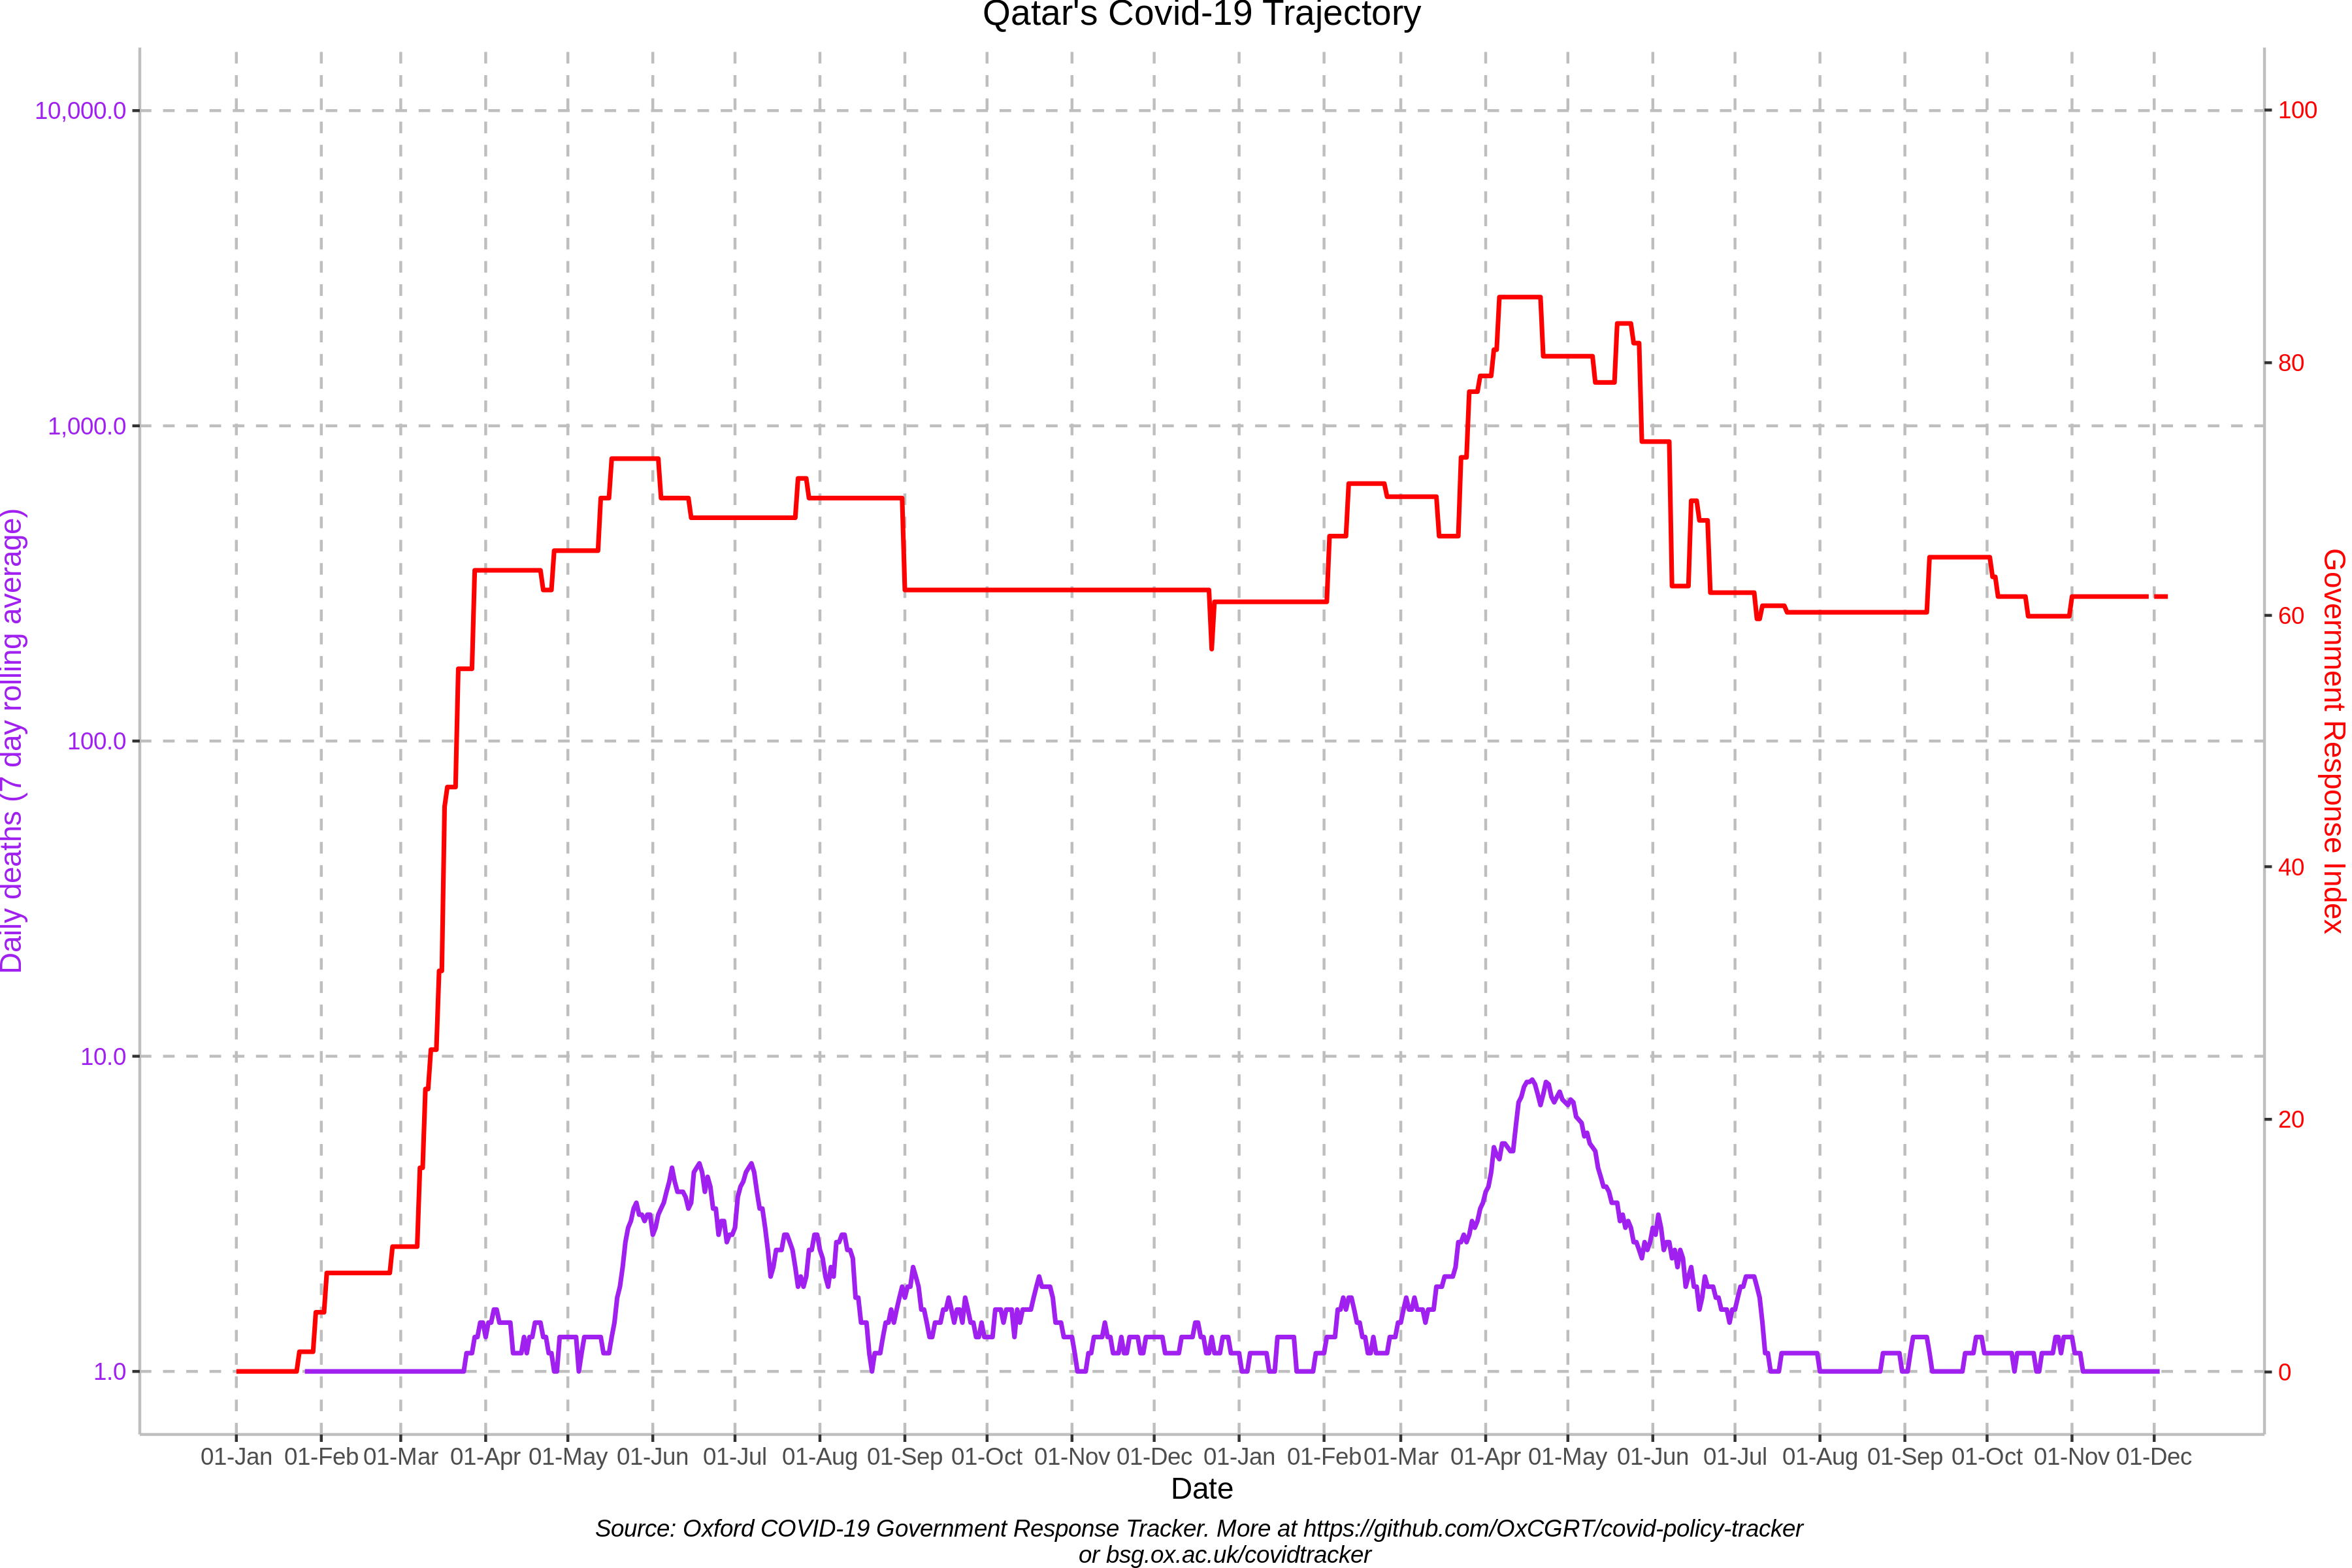 Qatar's Covid-19 Trajectory
10,000.0
1,000.0
100.0
10.0
1.0
Daily deaths (7 day rolling average)
100
80
60
40
20
0
Government Response Index
01-Jan 01-Feb 01-Mar 01-Apr 01-May 01-Jun 01-Jul 01-Aug 01-Sep 01-Oct 01-Nov 01-Dec 01-Jan 01-Feb 01-Mar 01-Apr 01-May 01-Jun 01-Jul 01-Aug 01-Sep 01-Oct 01-Nov 01-Dec
Date
Source: Oxford COVID-19 Government Response Tracker. More at https://github.com/OxCGRT/covid-policy-tracker
or bsg.ox.ac.uk/covidtracker